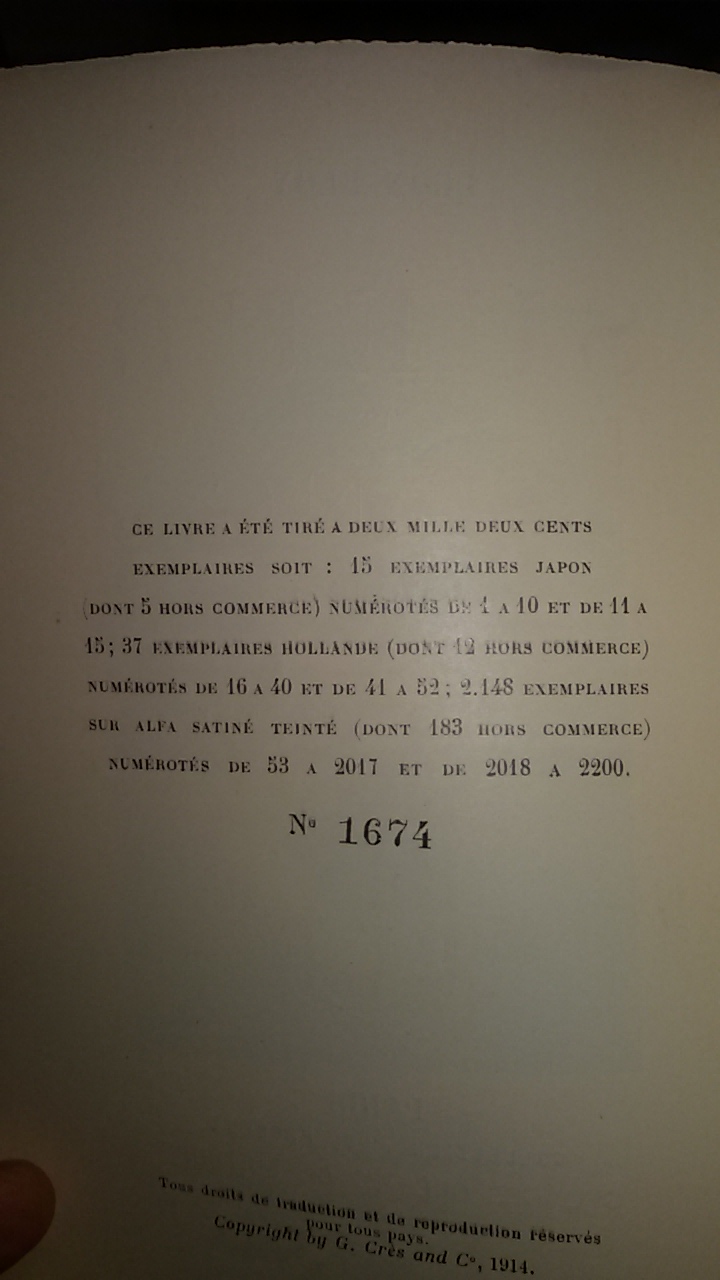 CE LIVRE A ÉTÉ TIRÉ A DEUX MILLE DEUX CENTS
EXEMPLAIRES SOIT : 15 EXEMPLAIRES JAPON
(DONT 5 HORS COMMERCE) NUMÉROTÉS DE 1 A 10 ET DE 11 A
15; 37 EXEMPLAIRES HOLLANDE (DONT 12 HORS COMMERCE)
NUMÉROTÉS DE 16 A 40 ET DE 41 A 52; 2.148 EXEMPLAIRES
SUR ALFA SATINÉ TEINTÉ (DONT 183 HORS COMMERCE)
NUMÉROTÉS DE 53 A 2017 ET DE 2018 A 2200.
Nº 1674
Tous droits de traduction et de reproduction réservés
pour tous pays.
Copyright by G. Crès and Cº, 1914.